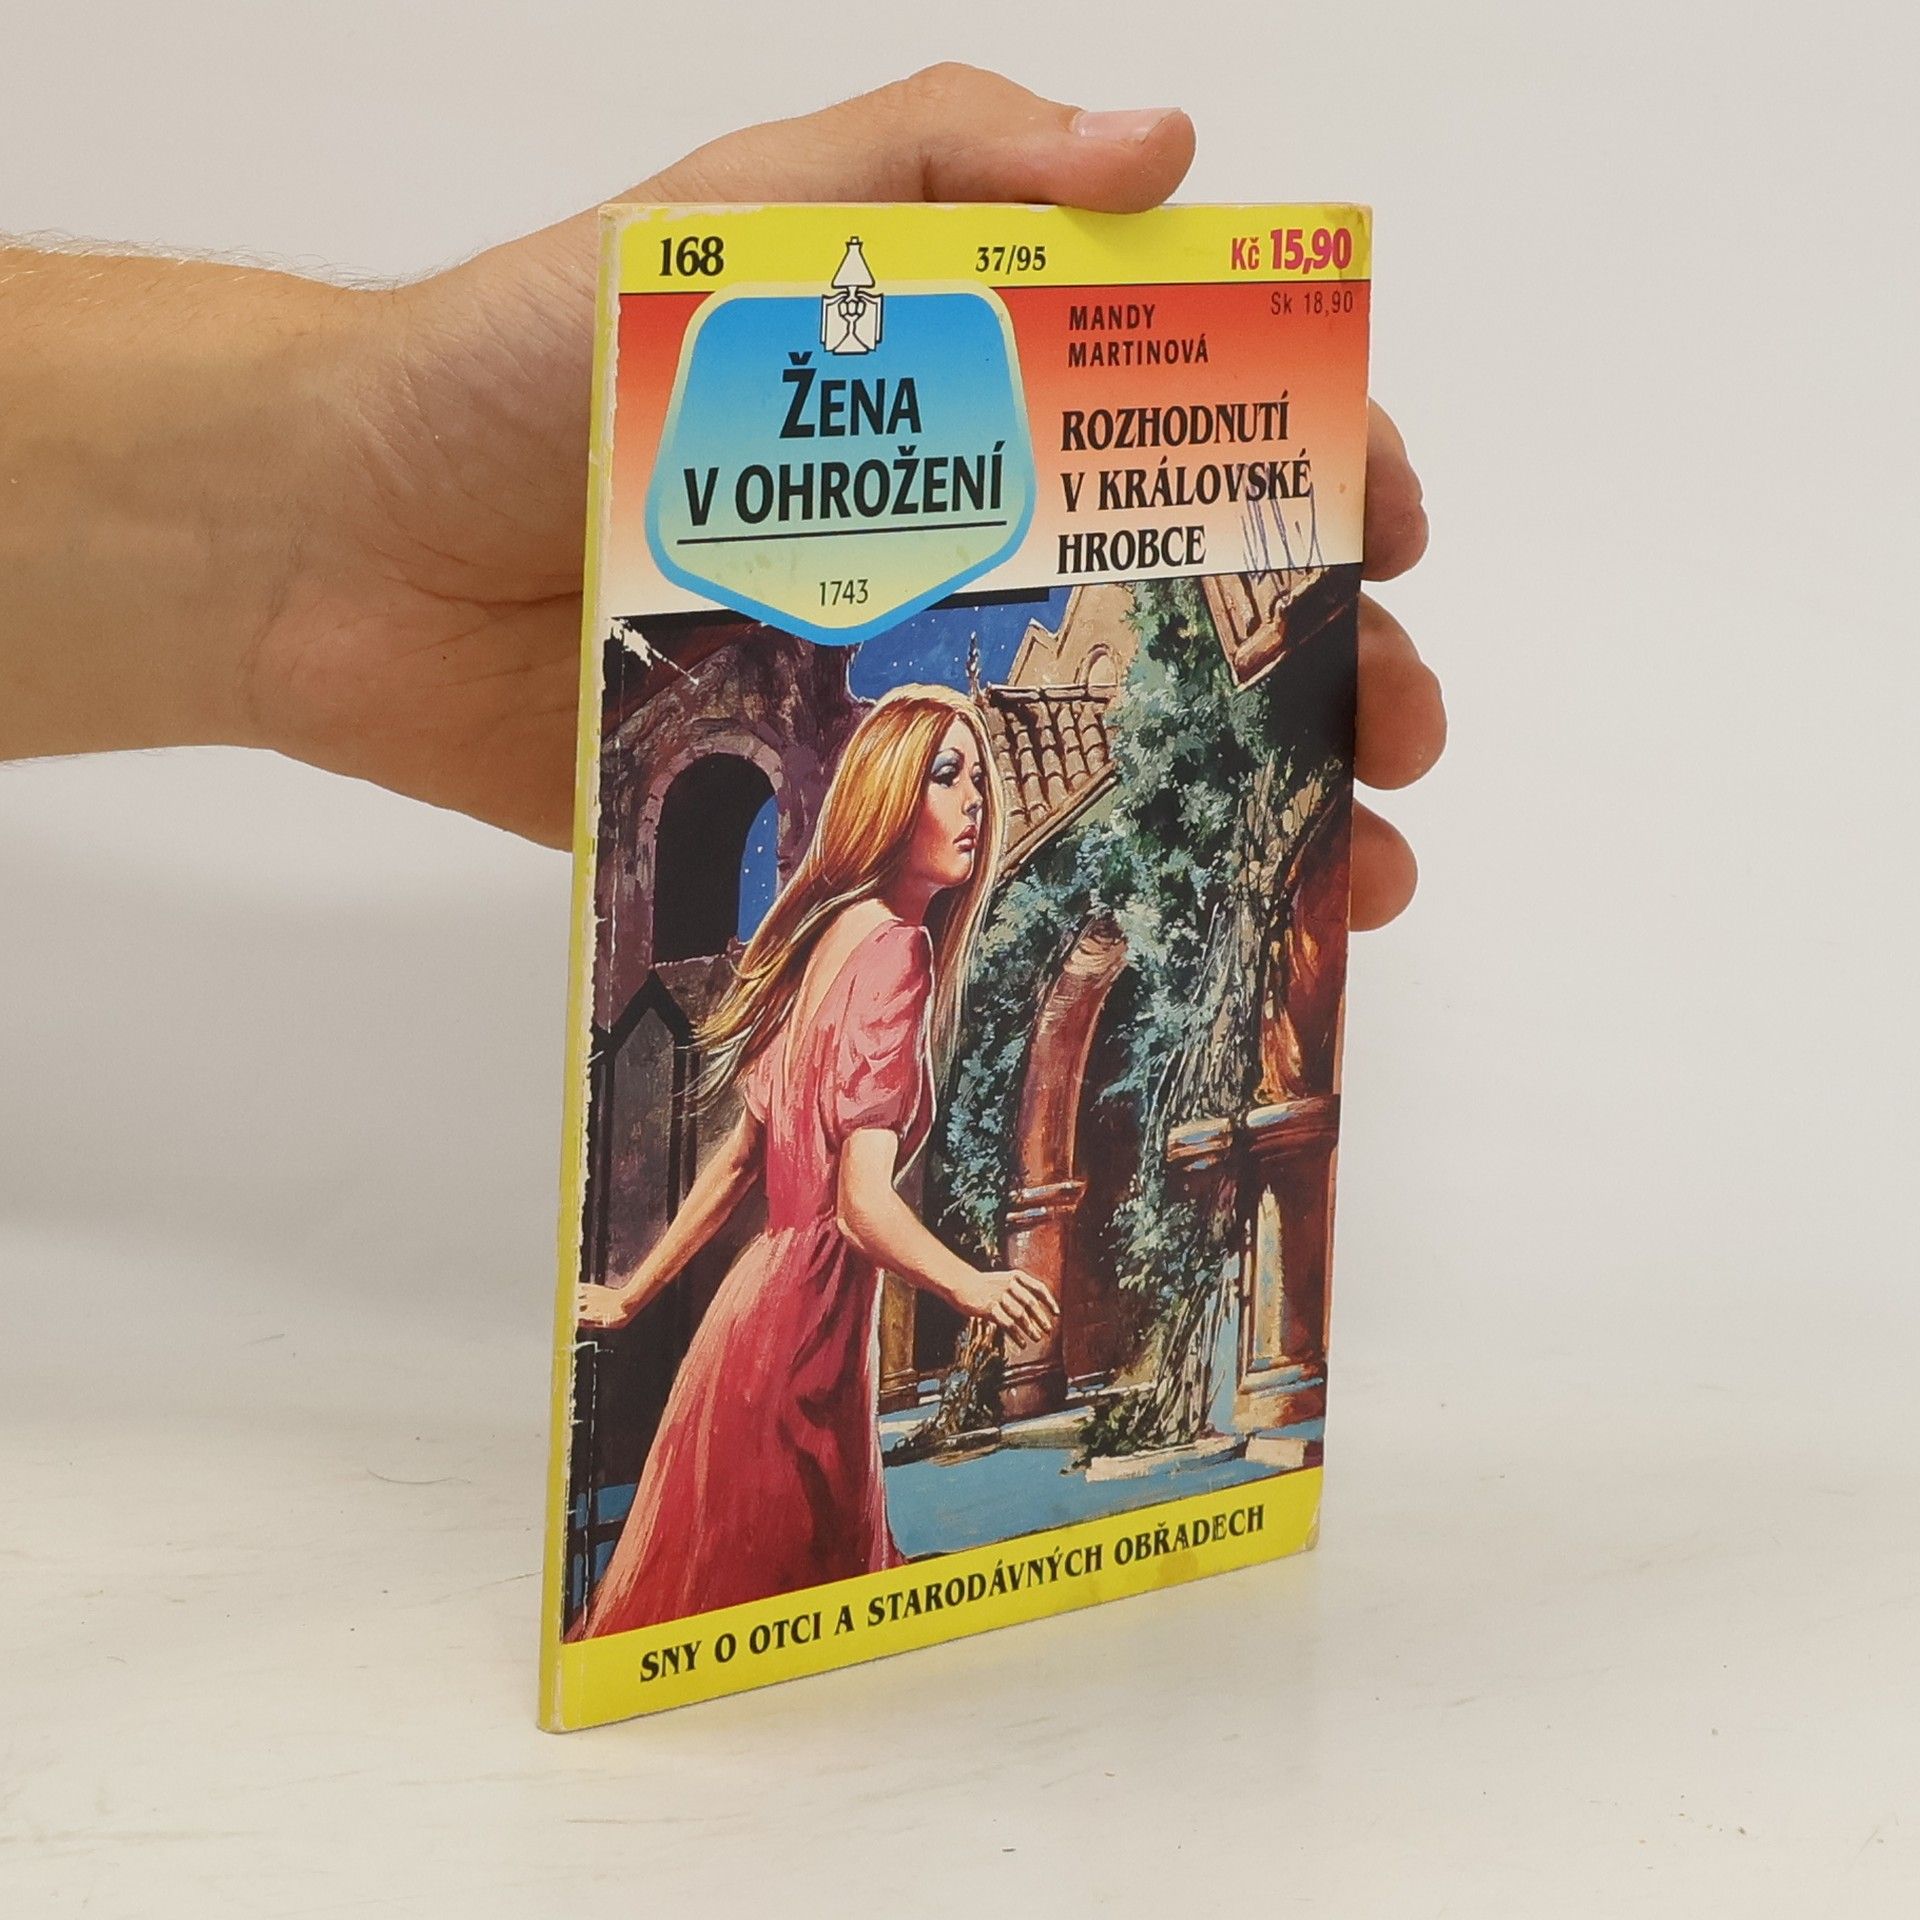 168
37/95
Kč 15,90
Sk 18,90
ŽENA
V OHROŽENÍ
1743
MANDY
MARTINOVÁ
ROZHODNUTÍ
V KRÁLOVSKÉ
HROBCE
SNY O OTCI A STARODÁVNÝCH OBŘADECH